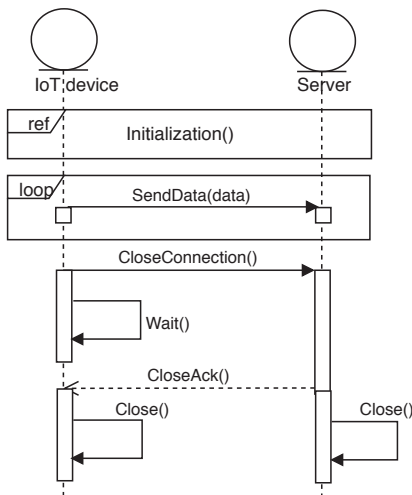 IoT device
Server
ref
Initialization()
loop
SendData(data)
CloseConnection()
Wait()
CloseAck()
Close()
Close()